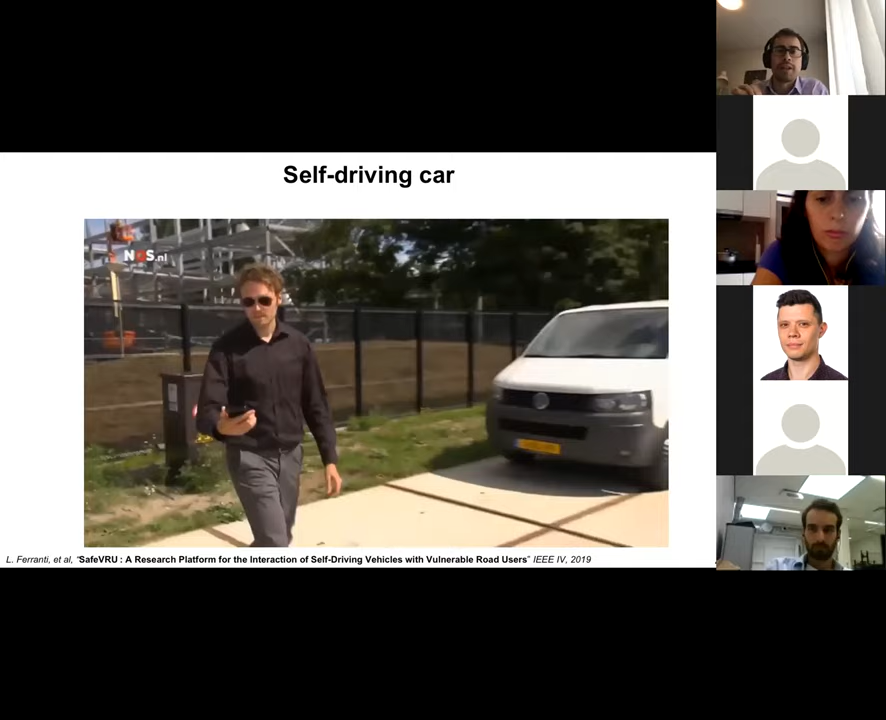 Self-driving car
NOS.nl
L. Ferranti, et al, "SafeVRU : A Research Platform for the Interaction of Self-Driving Vehicles with Vulnerable Road Users" IEEE IV, 2019